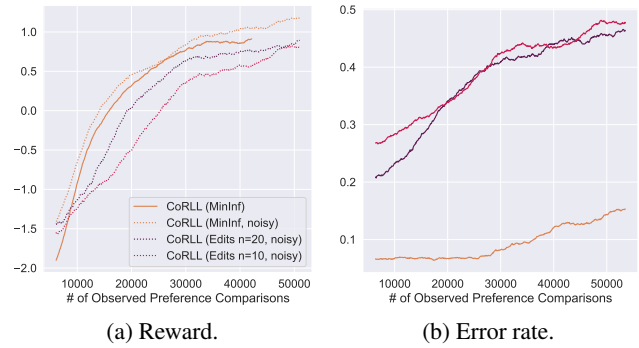 1.0
0.5
0.0
−0.5
−1.0
−1.5
−2.0
CoRLL (MinInf)
CoRLL (MinInf, noisy)
CoRLL (Edits n=20, noisy)
CoRLL (Edits n=10, noisy)
10000 20000 30000 40000 50000
# of Observed Preference Comparisons
(a) Reward.
0.5
0.4
0.3
0.2
0.1
10000 20000 30000 40000 50000
# of Observed Preference Comparisons
(b) Error rate.